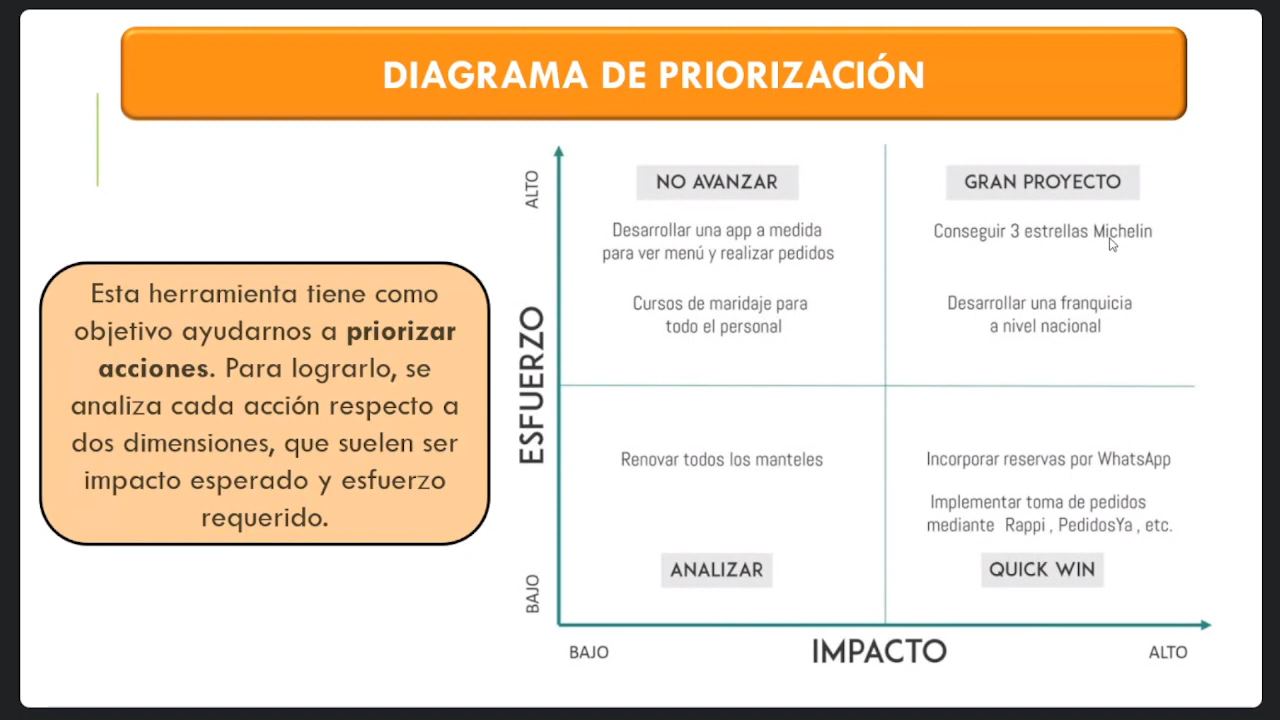 DIAGRAMA DE PRIORIZACIÓN
Esta herramienta tiene como
objetivo ayudarnos a priorizar
acciones. Para lograrlo, se
analiza cada acción respecto a
dos dimensiones, que suelen ser
impacto esperado y esfuerzo
requerido.
ESFUERZO
ALTO
BAJO
NO AVANZAR
Desarrollar una app a medida
para ver menú y realizar pedidos
Cursos de maridaje para
todo el personal
GRAN PROYECTO
Conseguir 3 estrellas Michelin
Desarrollar una franquicia
a nivel nacional
Renovar todos los manteles
ANALIZAR
Incorporar reservas por WhatsApp
Implementar toma de pedidos
mediante Rappi , PedidosYa , etc.
QUICK WIN
BAJO
IMPACTO
ALTO